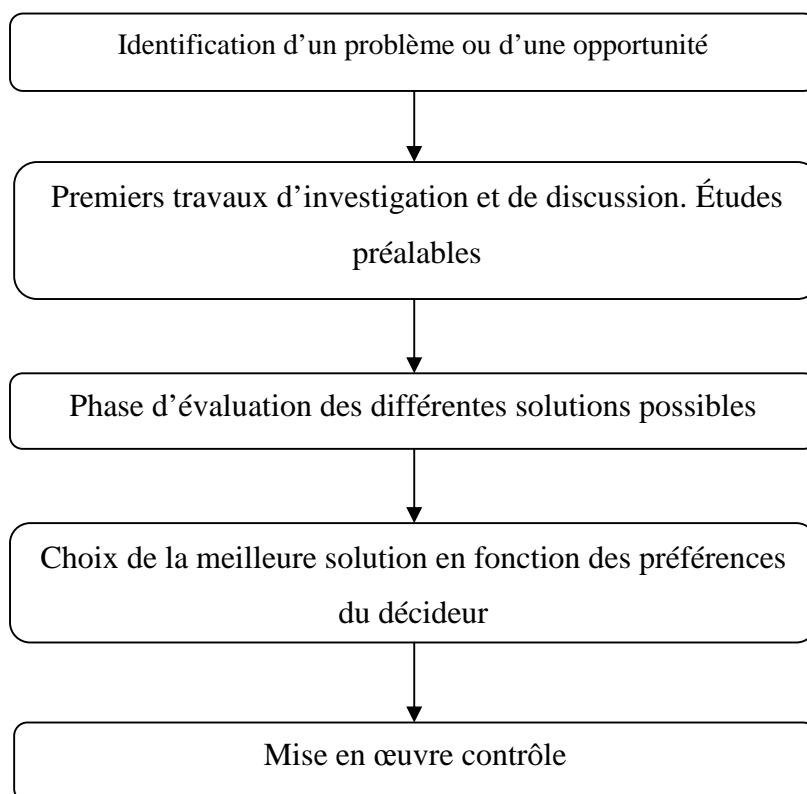 Identification d’un problème ou d’une opportunité
Premiers travaux d’investigation et de discussion. Études
préalables
Phase d’évaluation des différentes solutions possibles
Choix de la meilleure solution en fonction des préférences
du décideur
Mise en œuvre contrôle